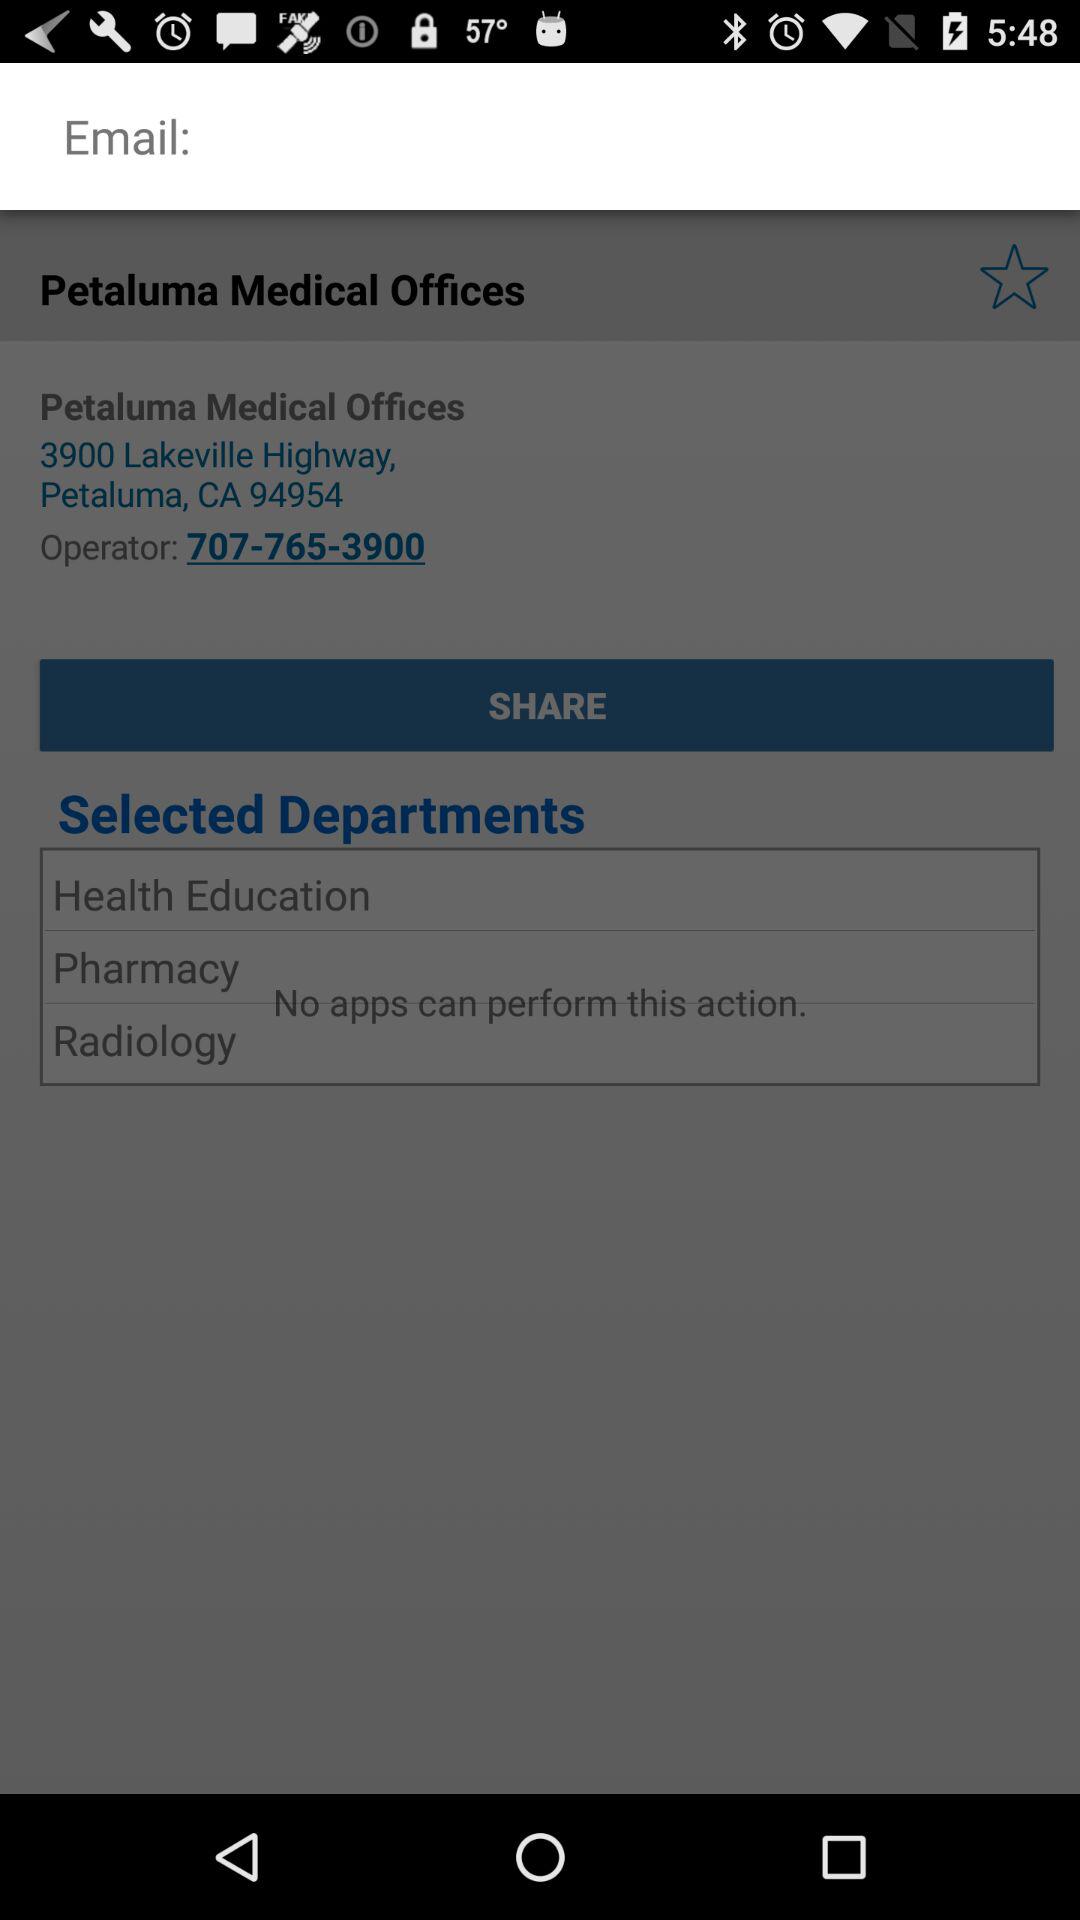 FAKE 57° 5:48
Email:
Petaluma Medical Offices
Petaluma Medical Offices
3900 Lakeville Highway,
Petaluma, CA 94954
Operator: 707-765-3900
SHARE
Selected Departments
Health Education
Pharmacy
No apps can perform this action.
Radiology